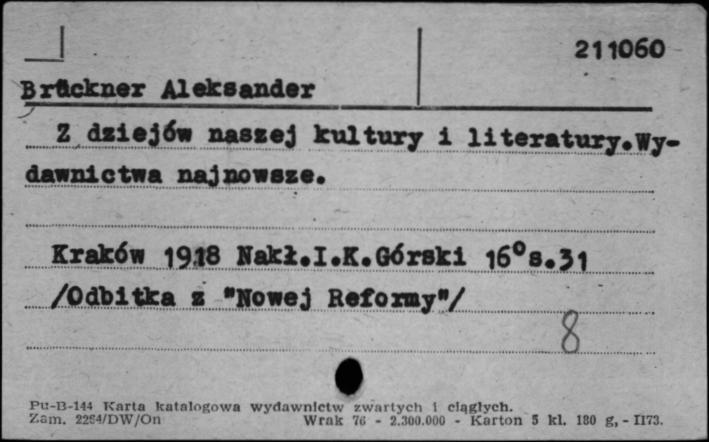 211060
Brückner Aleksander
Z dziejów naszej kultury i literatury.Wy-
dawnictwa najnowsze.
Kraków 1918 Nakł.I.K.Górski 16° s.31
/Odbitka z "Nowej Reformy"/
8
Pu-B-144 Karta katalogowa wydawnictw zwartych i ciągłych.
Zam. 2284/DW/On Wrak 76 - 2.300.000 - Karton 5 kl. 180 g, - II73.